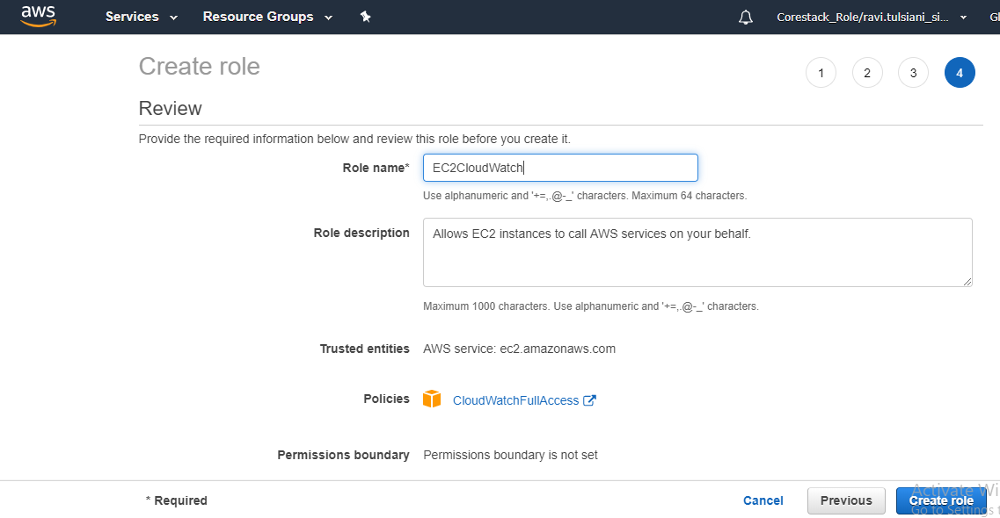 aws Services Resource Groups Corestack_Role/ravi.tulsiani_si...
Create role
1 2 3 4
Review
Provide the required information below and review this role before you create it.
Role name* EC2CloudWatch
Use alphanumeric and '+=,.@-_' characters. Maximum 64 characters.
Role description Allows EC2 instances to call AWS services on your behalf.
Maximum 1000 characters. Use alphanumeric and '+=,.@-_' characters.
Trusted entities AWS service: ec2.amazonaws.com
Policies CloudWatchFullAccess
Permissions boundary Permissions boundary is not set
* Required Cancel Previous Create role
Activate Wi
Go to Settings t